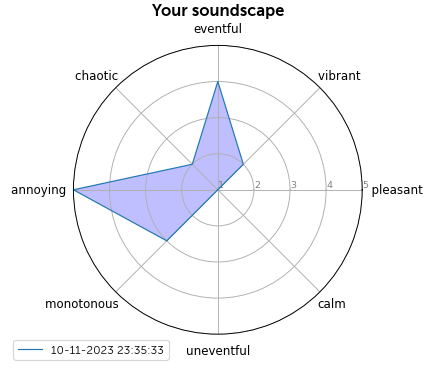 Your soundscape
eventful
chaotic
vibrant
annoying
1 2 3 4 5
pleasant
monotonous
calm
10-11-2023 23:35:33
uneventful